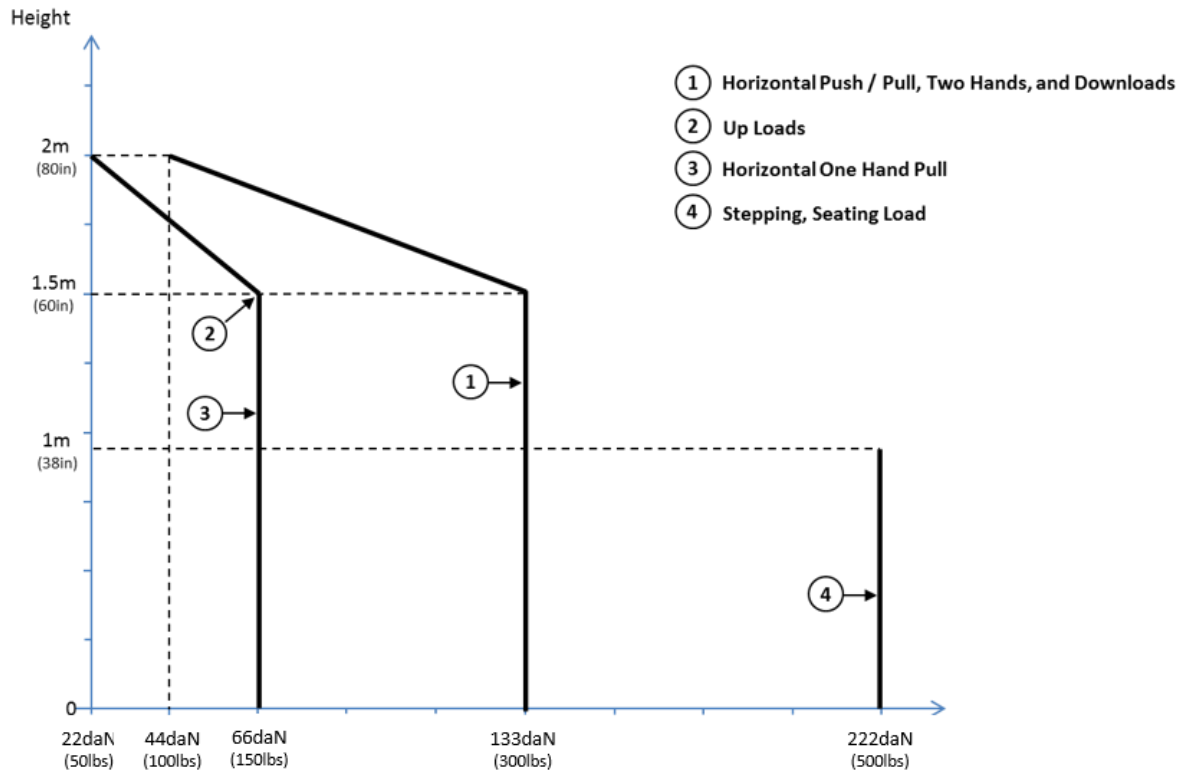 Height
① Horizontal Push / Pull, Two Hands, and Downloads
② Up Loads
③ Horizontal One Hand Pull
④ Stepping, Seating Load
2m
(80in)
1.5m
(60in)
2
1
3
1m
(38in)
4
0
22daN 44daN 66daN 133daN 222daN
(50lbs) (100lbs) (150lbs) (300lbs) (500lbs)